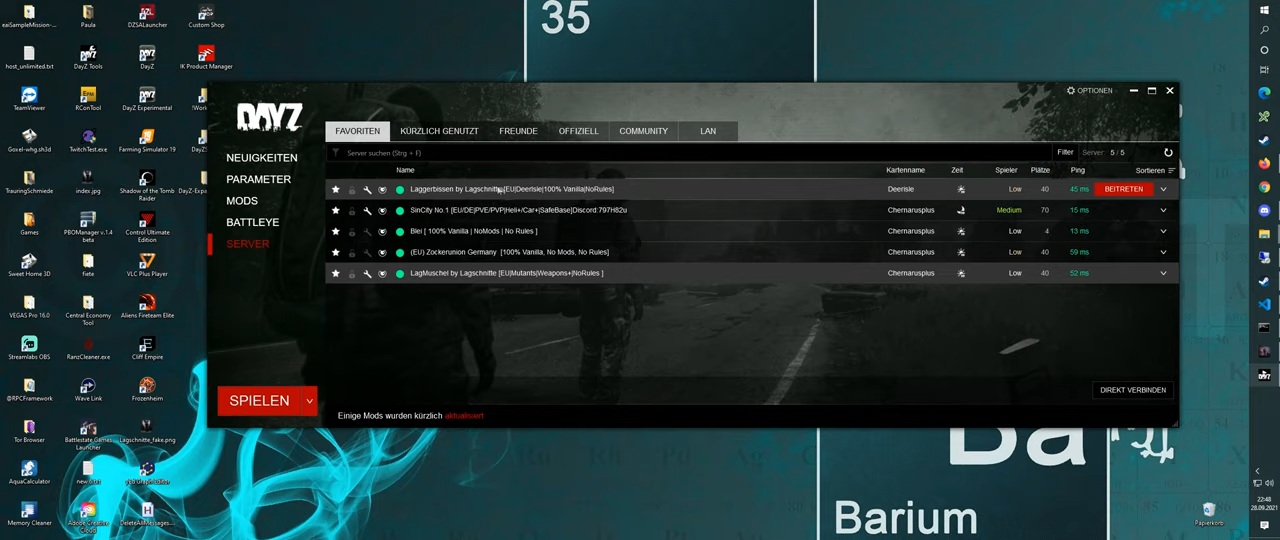 35
Ba
Barium
eaiSampleMission-...
Paula
DZSALauncher
Custom Shop
host_unlimited.txt
DayZ Tools
DayZ
IK Product Manager
TeamViewer
RConTool
DayZ Experimental
Goxel-whg.sh3d
TwitchTest.exe
Farming Simulator 19
TrauringSchmiede
index.jpg
Shadow of the Tomb Raider
Games
PBOManager v.1.4 beta
Control Ultimate Edition
Sweet Home 3D
fiete
VLC Plus Player
VEGAS Pro 16.0
Central Economy Tool
Aliens Fireteam Elite
Streamlabs OBS
RanzCleaner.exe
Cliff Empire
@RPCFramework
Wave Link
Frozenheim
Tor Browser
Battlestate Games Launcher
Lagschnitte_fake.png
AquaCalculator
Memory Cleaner
Adobe Creative Cloud
DeleteAllMessages...
DAYZ
OPTIONEN
NEUIGKEITEN
PARAMETER
MODS
BATTLEYE
SERVER
SPIELEN
FAVORITEN KÜRZLICH GENUTZT FREUNDE OFFIZIELL COMMUNITY LAN
Server suchen (Strg + F) Filter Server 5 / 5
Name Kartenname Zeit Spieler Plätze Ping Sortieren
Laggerbissen by Lagschnitte[EU|DeerIsle|100% Vanilla|NoRules] Deerisle Low 40 45 ms BEITRETEN
SinCity No.1 [EU/DE|PVE/PVP|Heli+/Car+|SafeBase]Discord:797H82u Chernarusplus Medium 70 15 ms
Blei [ 100% Vanilla | NoMods | No Rules ] Chernarusplus Low 4 13 ms
(EU) Zockerunion Germany [100% Vanilla, No Mods, No Rules] Chernarusplus Low 40 59 ms
LagMuschel by Lagschnitte [EU|Mutants|Weapons+|NoRules ] Chernarusplus Low 40 52 ms
DIREKT VERBINDEN
Einige Mods wurden kürzlich aktualisiert
Papierkorb
22:48
28.09.2021